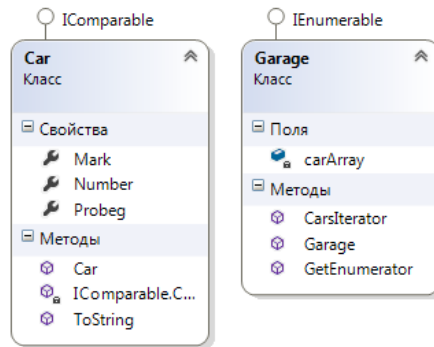 IComparable
Car
Класс
Свойства
Mark
Number
Probeg
Методы
Car
IComparable.C...
ToString
IEnumerable
Garage
Класс
Поля
carArray
Методы
CarsIterator
Garage
GetEnumerator